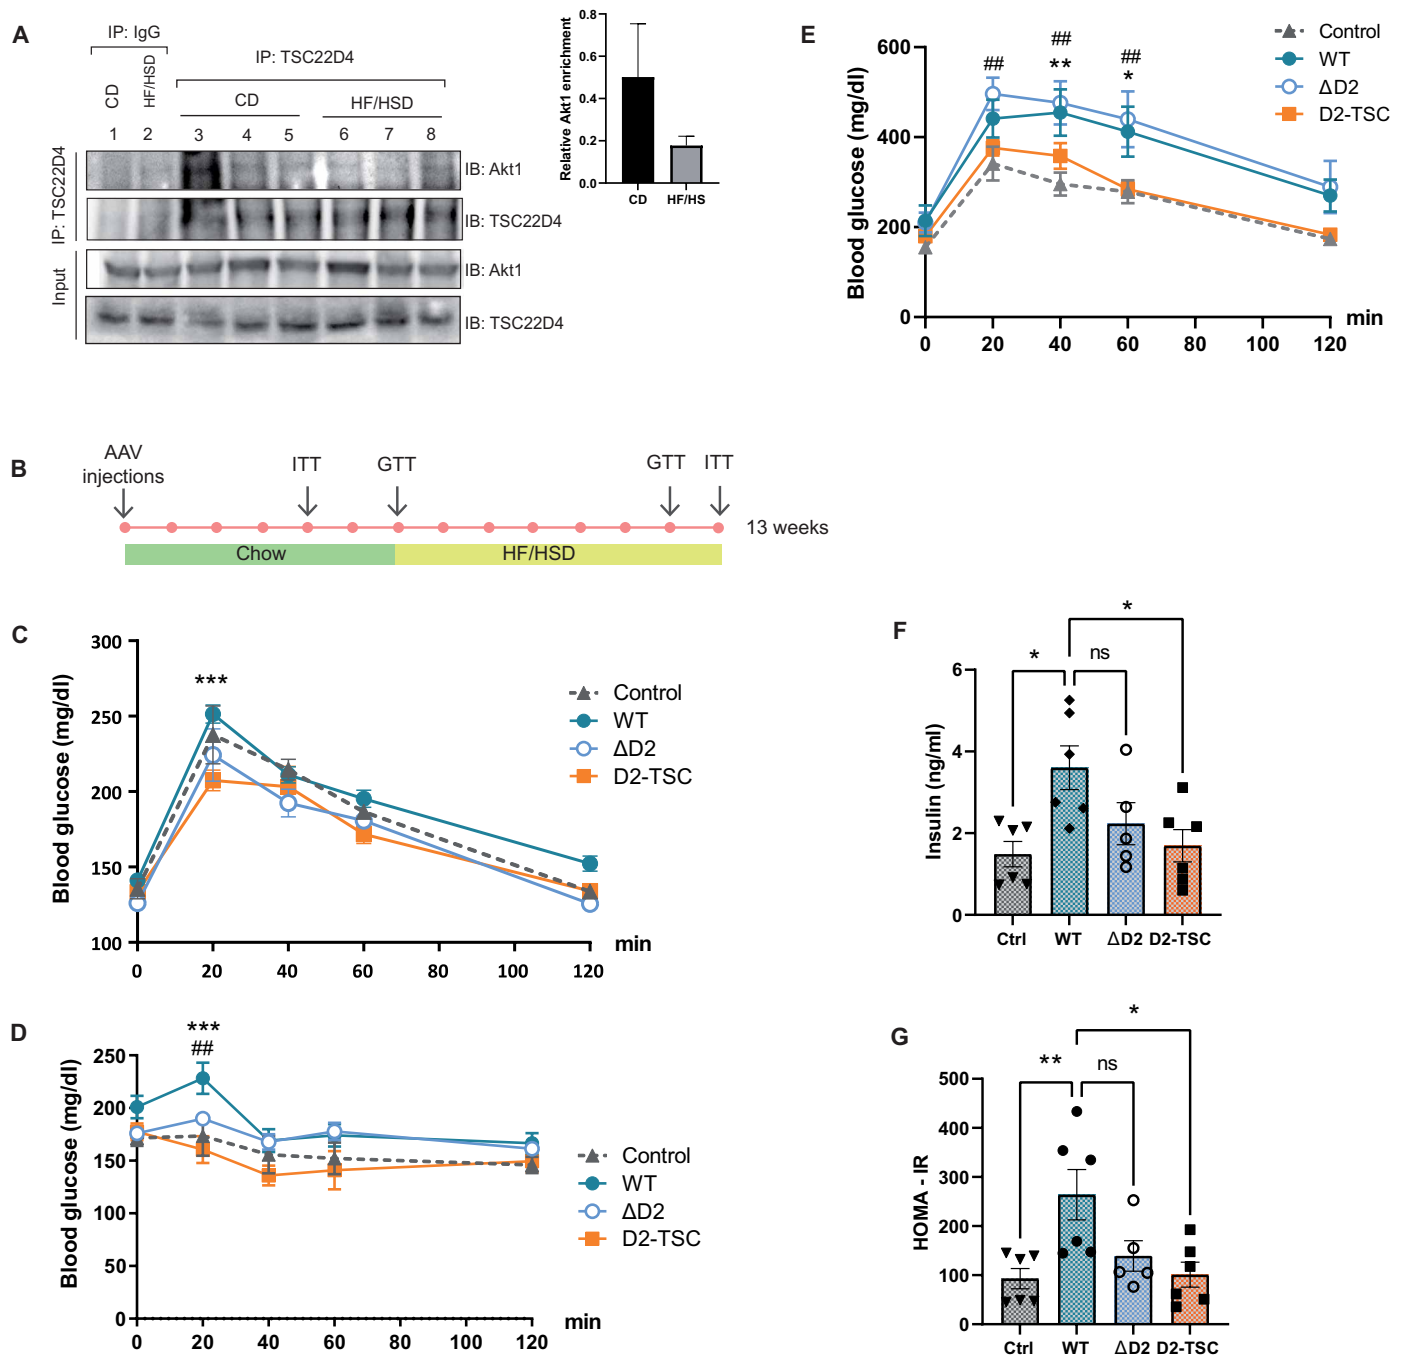 A
IP: IgG
IP: TSC22D4
CD
HF/HSD
CD
HF/HSD
1 2 3 4 5 6 7 8
IP: TSC22D4
IB: Akt1
IB: TSC22D4
Input
IB: Akt1
IB: TSC22D4
Relative Akt1 enrichment
0.8
0.6
0.4
0.2
0.0
CD HF/HS
B
AAV
injections
ITT
GTT
GTT
ITT
13 weeks
Chow
HF/HSD
C
Blood glucose (mg/dl)
300
250
200
150
100
***
0 20 40 60 80 100 120
min
Control
WT
ΔD2
D2-TSC
D
Blood glucose (mg/dl)
250
200
150
100
50
0
***
##
0 20 40 60 80 100 120
min
Control
WT
ΔD2
D2-TSC
E
Blood glucose (mg/dl)
600
400
200
0
##
##
**
##
*
0 20 40 60 80 100 120
min
Control
WT
ΔD2
D2-TSC
F
Insulin (ng/ml)
6
4
2
0
*
ns
*
Ctrl WT ΔD2 D2-TSC
G
HOMA - IR
500
400
300
200
100
0
**
ns
*
Ctrl WT ΔD2 D2-TSC